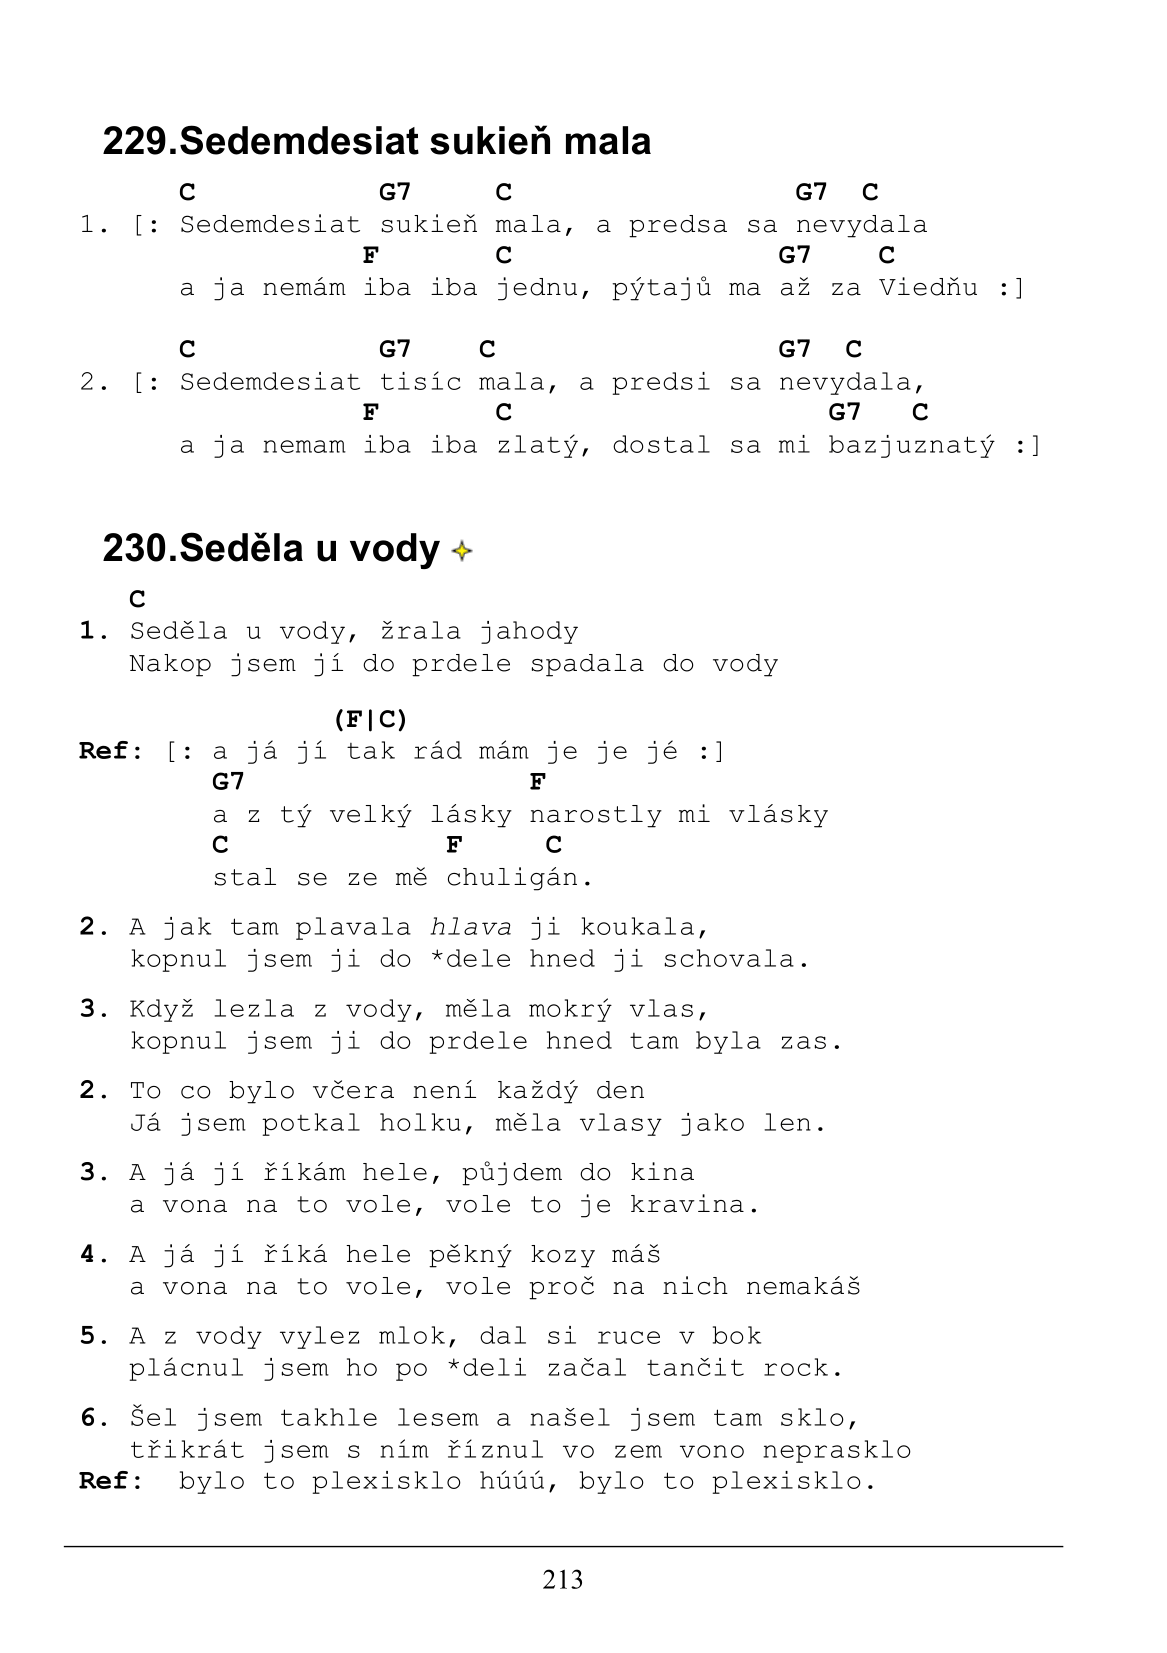 229.Sedemdesiat sukieň mala
C G7 C G7 C
1. [: Sedemdesiat sukieň mala, a predsa sa nevydala
F C G7 C
a ja nemám iba iba jednu, pýtajů ma až za Viedňu :]
C G7 C G7 C
2. [: Sedemdesiat tisíc mala, a predsi sa nevydala,
F C G7 C
a ja nemam iba iba zlatý, dostal sa mi bazjuznatý :]
230.Seděla u vody
C
1. Seděla u vody, žrala jahody
Nakop jsem jí do prdele spadala do vody
(F|C)
Ref: [: a já jí tak rád mám je je jé :]
G7 F
a z tý velký lásky narostly mi vlásky
C F C
stal se ze mě chuligán.
2. A jak tam plavala hlava ji koukala,
kopnul jsem ji do *dele hned ji schovala.
3. Když lezla z vody, měla mokrý vlas,
kopnul jsem ji do prdele hned tam byla zas.
2. To co bylo včera není každý den
Já jsem potkal holku, měla vlasy jako len.
3. A já jí říkám hele, půjdem do kina
a vona na to vole, vole to je kravina.
4. A já jí říká hele pěkný kozy máš
a vona na to vole, vole proč na nich nemakáš
5. A z vody vylez mlok, dal si ruce v bok
plácnul jsem ho po *deli začal tančit rock.
6. Šel jsem takhle lesem a našel jsem tam sklo,
třikrát jsem s ním říznul vo zem vono neprasklo
Ref: bylo to plexisklo húúú, bylo to plexisklo.
213